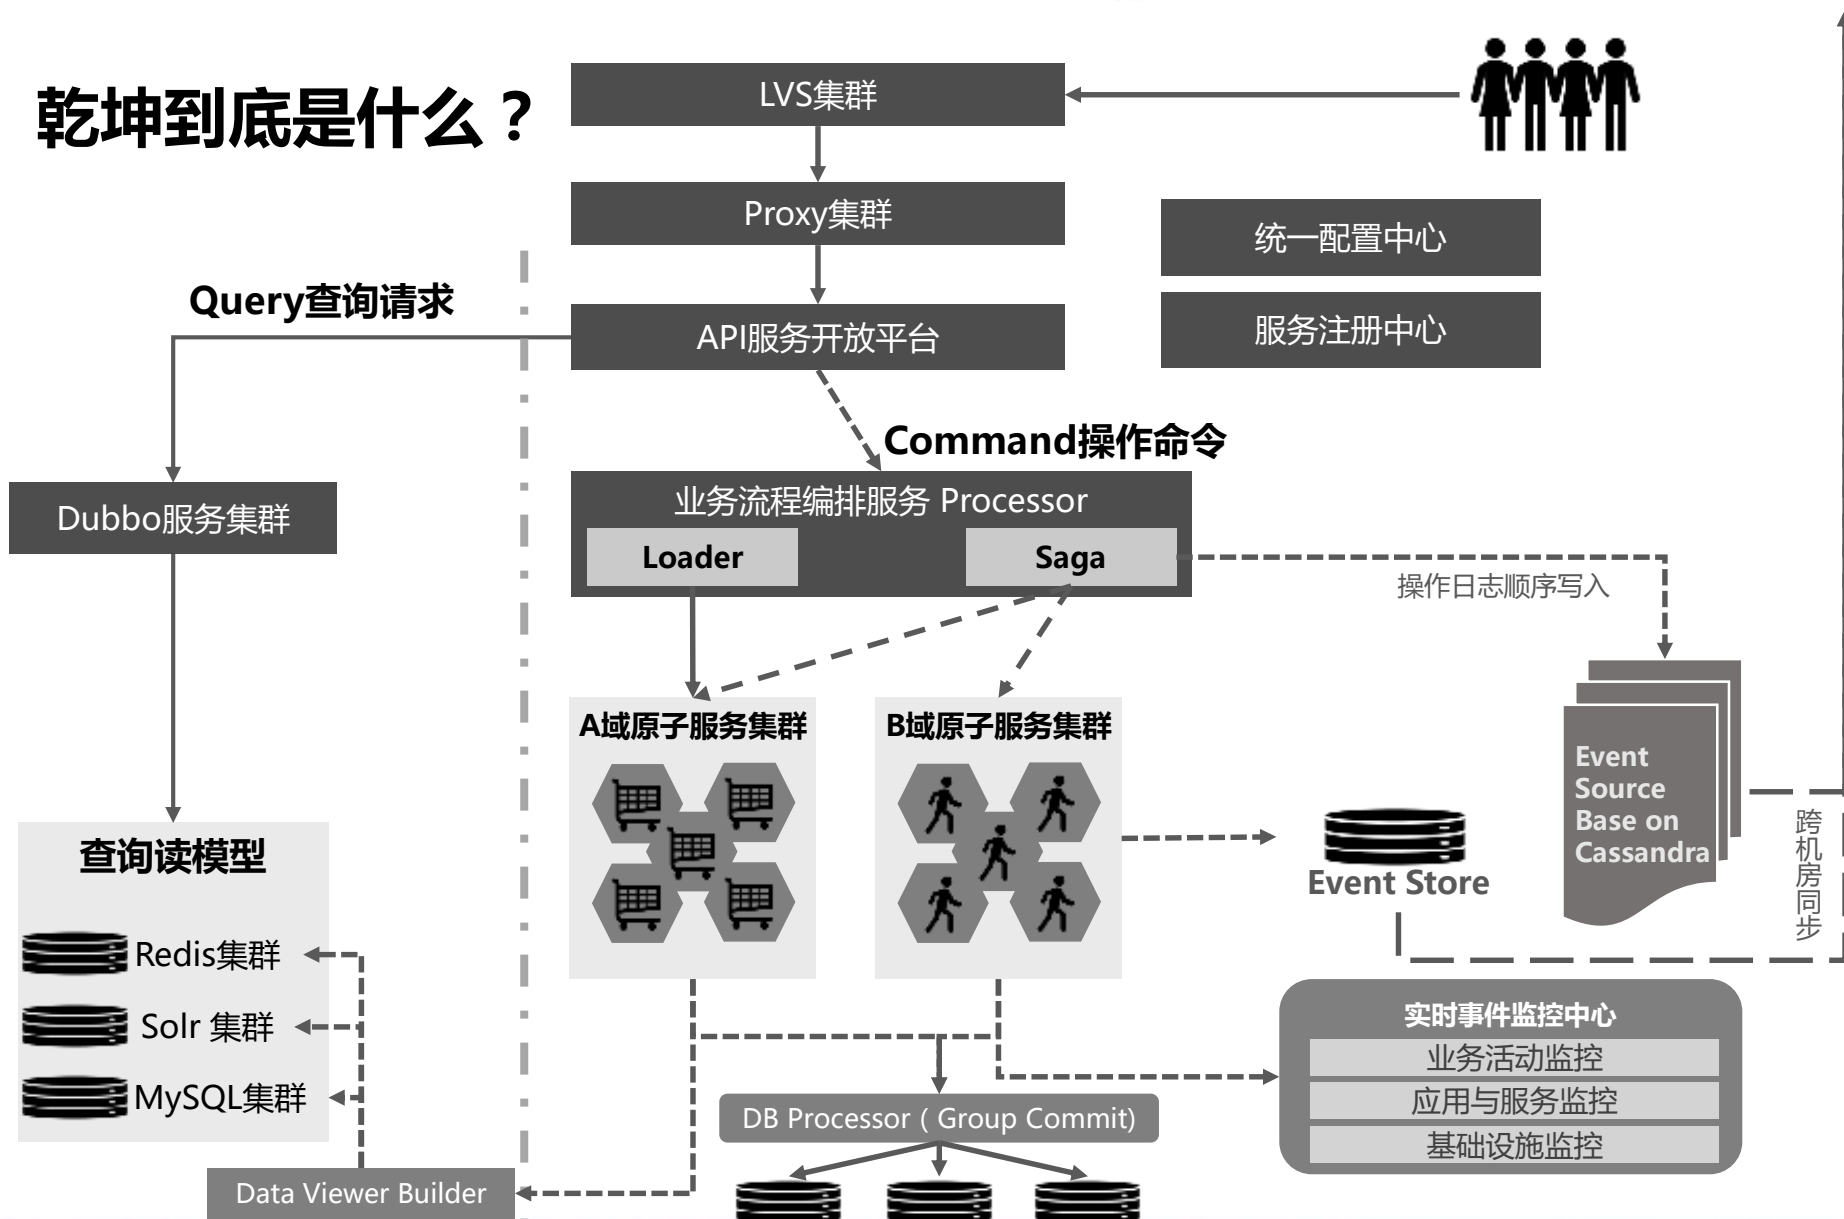 乾坤到底是什么？
LVS集群
Proxy集群
统一配置中心
Query查询请求
API服务开放平台
服务注册中心
Command操作命令
Dubbo服务集群
业务流程编排服务 Processor
Loader
Saga
操作日志顺序写入
A域原子服务集群
B域原子服务集群
Event
Source
Base on
Cassandra
跨机房同步
Event Store
查询读模型
Redis集群
Solr 集群
MySQL集群
实时事件监控中心
业务活动监控
应用与服务监控
基础设施监控
DB Processor ( Group Commit)
Data Viewer Builder